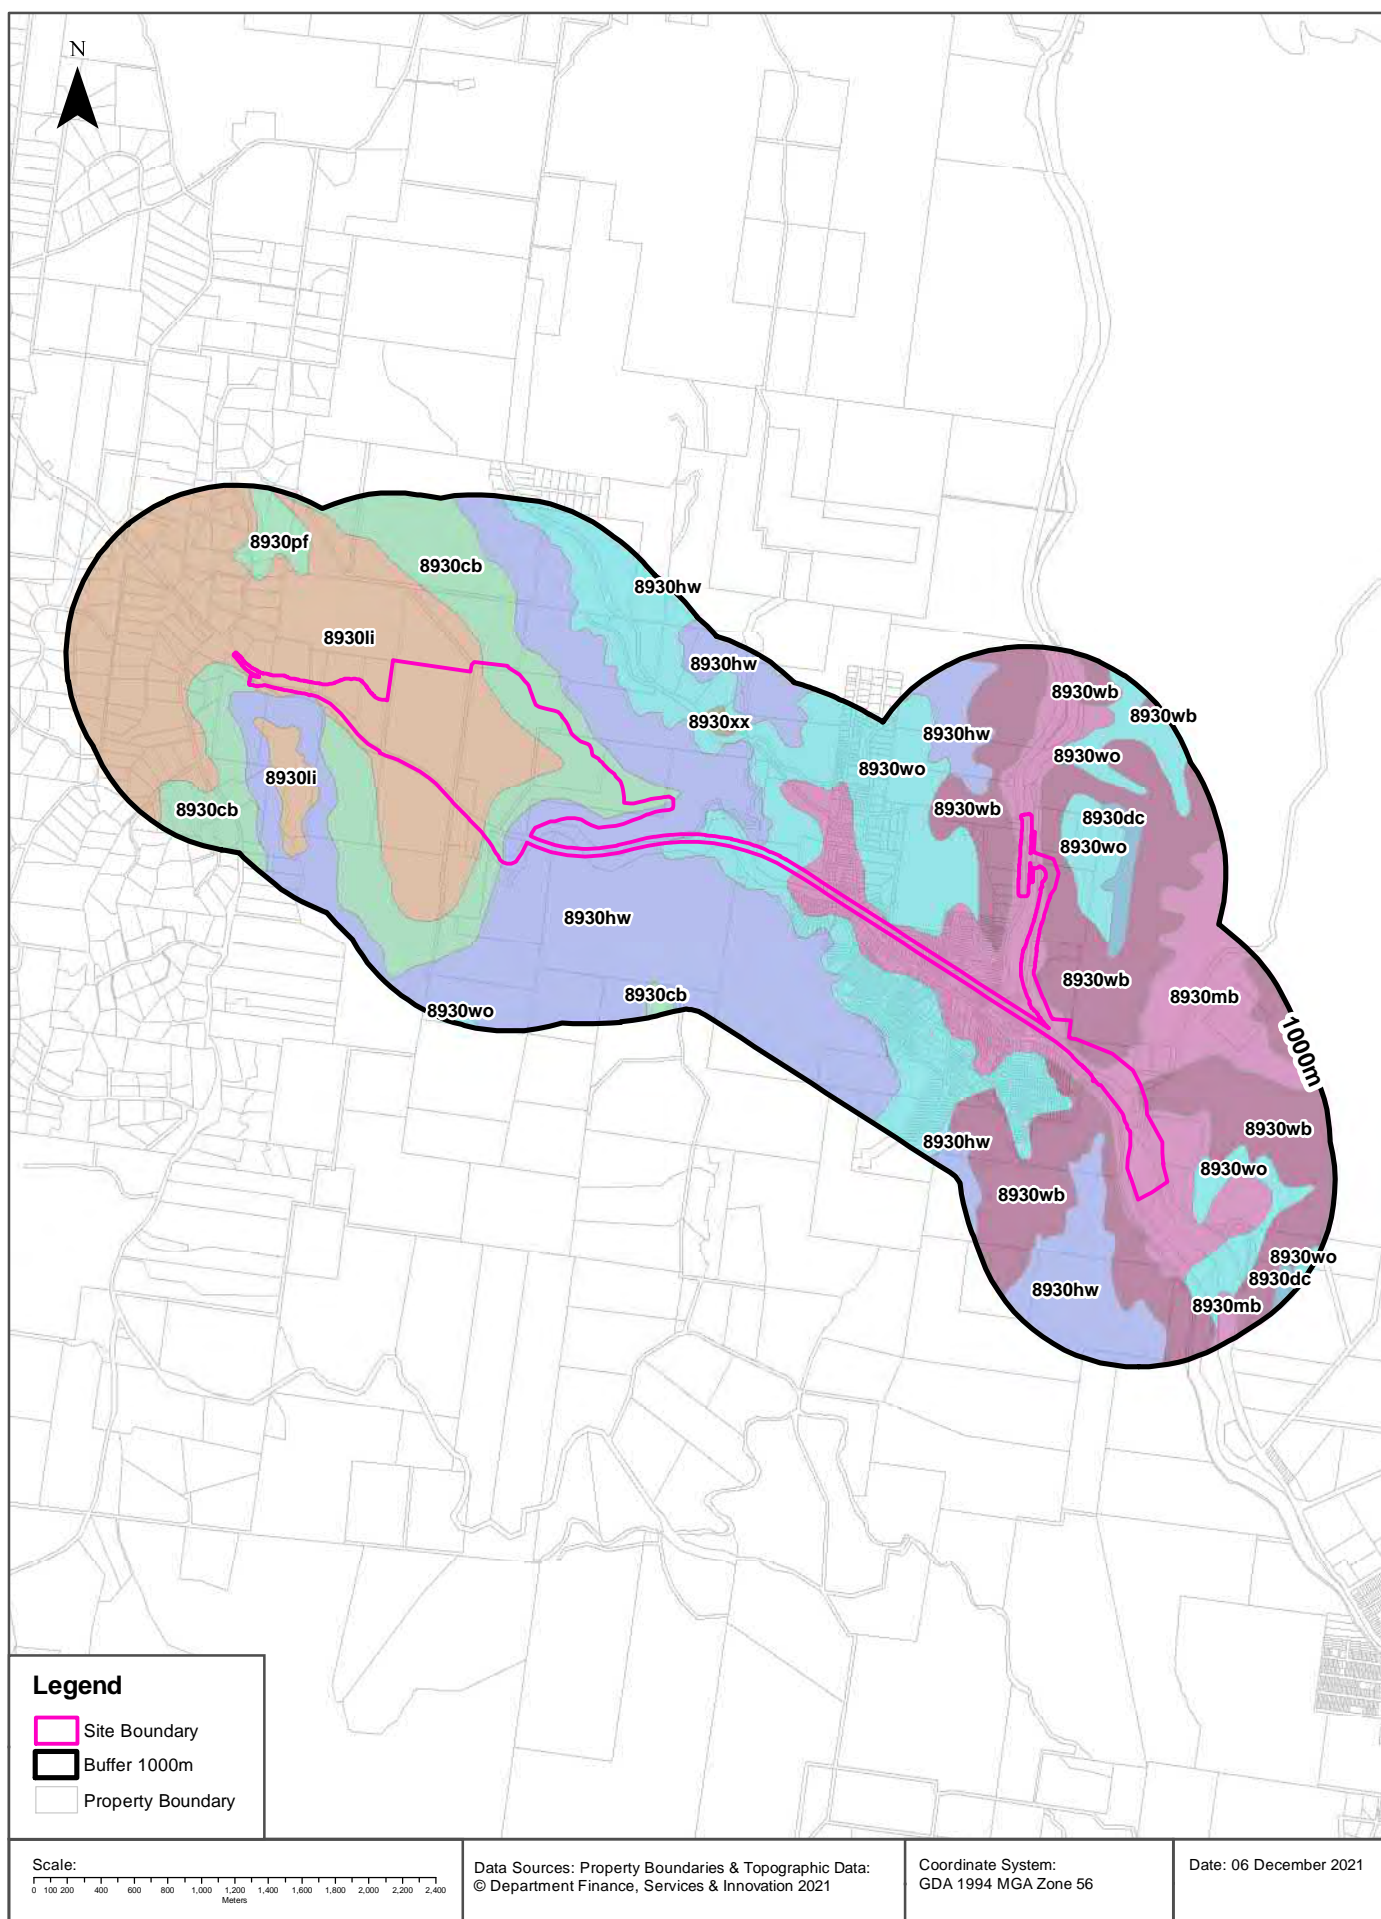 N
8930pf
8930cb
8930hw
8930li
8930hw
8930wb
8930wb
8930xx
8930hw
8930wo
8930wo
8930li
8930cb
8930wb
8930dc
8930wo
8930hw
8930wb
8930cb
8930mb
8930wo
1000m
8930wb
8930hw
8930wo
8930wb
8930wo
8930dc
8930hw
8930mb
Legend
Site Boundary
Buffer 1000m
Property Boundary
Scale:
0 100 200 400 600 800 1,000 1,200 1,400 1,600 1,800 2,000 2,200 2,400
Meters
Data Sources: Property Boundaries & Topographic Data:
© Department Finance, Services & Innovation 2021
Coordinate System:
GDA 1994 MGA Zone 56
Date: 06 December 2021